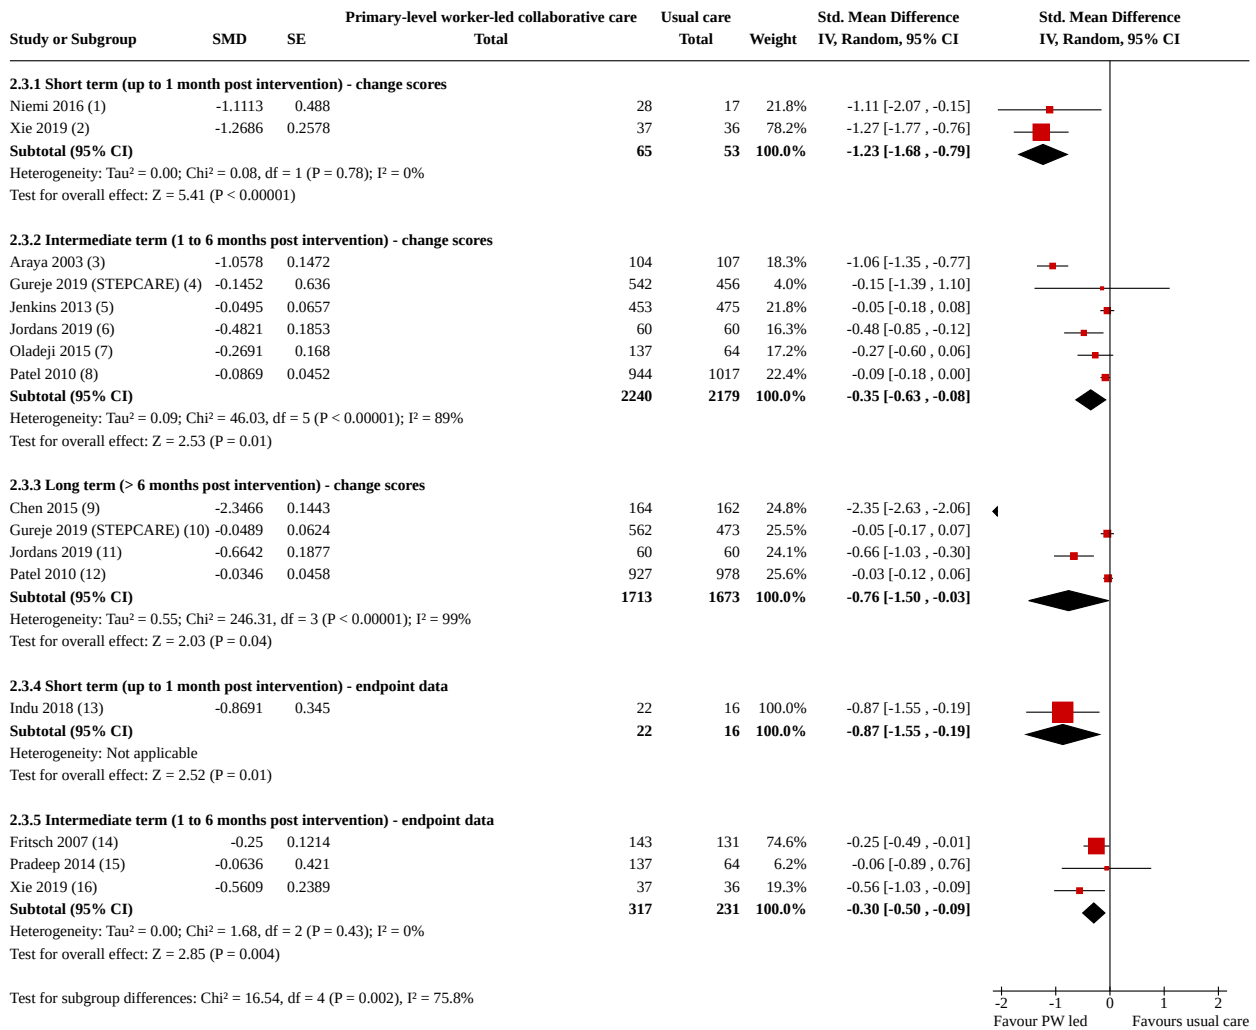 Primary-level worker-led collaborative care Usual care Std. Mean Difference Std. Mean Difference
Study or Subgroup SMD SE Total Total Weight IV, Random, 95% CI IV, Random, 95% CI
2.3.1 Short term (up to 1 month post intervention) - change scores
Niemi 2016 (1) -1.1113 0.488 28 17 21.8% -1.11 [-2.07 , -0.15]
Xie 2019 (2) -1.2686 0.2578 37 36 78.2% -1.27 [-1.77 , -0.76]
Subtotal (95% CI) 65 53 100.0% -1.23 [-1.68 , -0.79]
Heterogeneity: Tau² = 0.00; Chi² = 0.08, df = 1 (P = 0.78); I² = 0%
Test for overall effect: Z = 5.41 (P < 0.00001)
2.3.2 Intermediate term (1 to 6 months post intervention) - change scores
Araya 2003 (3) -1.0578 0.1472 104 107 18.3% -1.06 [-1.35 , -0.77]
Gureje 2019 (STEPCARE) (4) -0.1452 0.636 542 456 4.0% -0.15 [-1.39 , 1.10]
Jenkins 2013 (5) -0.0495 0.0657 453 475 21.8% -0.05 [-0.18 , 0.08]
Jordans 2019 (6) -0.4821 0.1853 60 60 16.3% -0.48 [-0.85 , -0.12]
Oladeji 2015 (7) -0.2691 0.168 137 64 17.2% -0.27 [-0.60 , 0.06]
Patel 2010 (8) -0.0869 0.0452 944 1017 22.4% -0.09 [-0.18 , 0.00]
Subtotal (95% CI) 2240 2179 100.0% -0.35 [-0.63 , -0.08]
Heterogeneity: Tau² = 0.09; Chi² = 46.03, df = 5 (P < 0.00001); I² = 89%
Test for overall effect: Z = 2.53 (P = 0.01)
2.3.3 Long term (> 6 months post intervention) - change scores
Chen 2015 (9) -2.3466 0.1443 164 162 24.8% -2.35 [-2.63 , -2.06]
Gureje 2019 (STEPCARE) (10) -0.0489 0.0624 562 473 25.5% -0.05 [-0.17 , 0.07]
Jordans 2019 (11) -0.6642 0.1877 60 60 24.1% -0.66 [-1.03 , -0.30]
Patel 2010 (12) -0.0346 0.0458 927 978 25.6% -0.03 [-0.12 , 0.06]
Subtotal (95% CI) 1713 1673 100.0% -0.76 [-1.50 , -0.03]
Heterogeneity: Tau² = 0.55; Chi² = 246.31, df = 3 (P < 0.00001); I² = 99%
Test for overall effect: Z = 2.03 (P = 0.04)
2.3.4 Short term (up to 1 month post intervention) - endpoint data
Indu 2018 (13) -0.8691 0.345 22 16 100.0% -0.87 [-1.55 , -0.19]
Subtotal (95% CI) 22 16 100.0% -0.87 [-1.55 , -0.19]
Heterogeneity: Not applicable
Test for overall effect: Z = 2.52 (P = 0.01)
2.3.5 Intermediate term (1 to 6 months post intervention) - endpoint data
Fritsch 2007 (14) -0.25 0.1214 143 131 74.6% -0.25 [-0.49 , -0.01]
Pradeep 2014 (15) -0.0636 0.421 137 64 6.2% -0.06 [-0.89 , 0.76]
Xie 2019 (16) -0.5609 0.2389 37 36 19.3% -0.56 [-1.03 , -0.09]
Subtotal (95% CI) 317 231 100.0% -0.30 [-0.50 , -0.09]
Heterogeneity: Tau² = 0.00; Chi² = 1.68, df = 2 (P = 0.43); I² = 0%
Test for overall effect: Z = 2.85 (P = 0.004)
Test for subgroup differences: Chi² = 16.54, df = 4 (P = 0.002), I² = 75.8%
-2 -1 0 1 2
Favour PW led Favours usual care